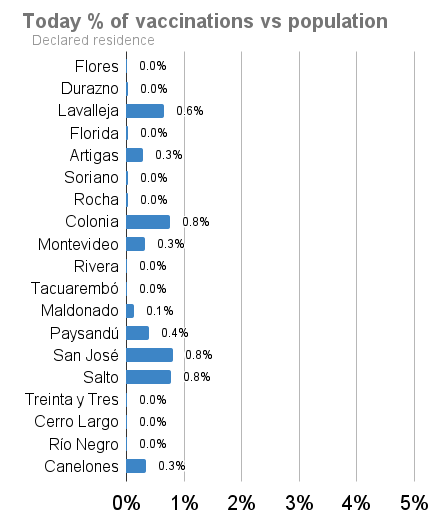 Today % of vaccinations vs population
Declared residence
Flores 0.0%
Durazno 0.0%
Lavalleja 0.6%
Florida 0.0%
Artigas 0.3%
Soriano 0.0%
Rocha 0.0%
Colonia 0.8%
Montevideo 0.3%
Rivera 0.0%
Tacuarembó 0.0%
Maldonado 0.1%
Paysandú 0.4%
San José 0.8%
Salto 0.8%
Treinta y Tres 0.0%
Cerro Largo 0.0%
Río Negro 0.0%
Canelones 0.3%
0% 1% 2% 3% 4% 5%